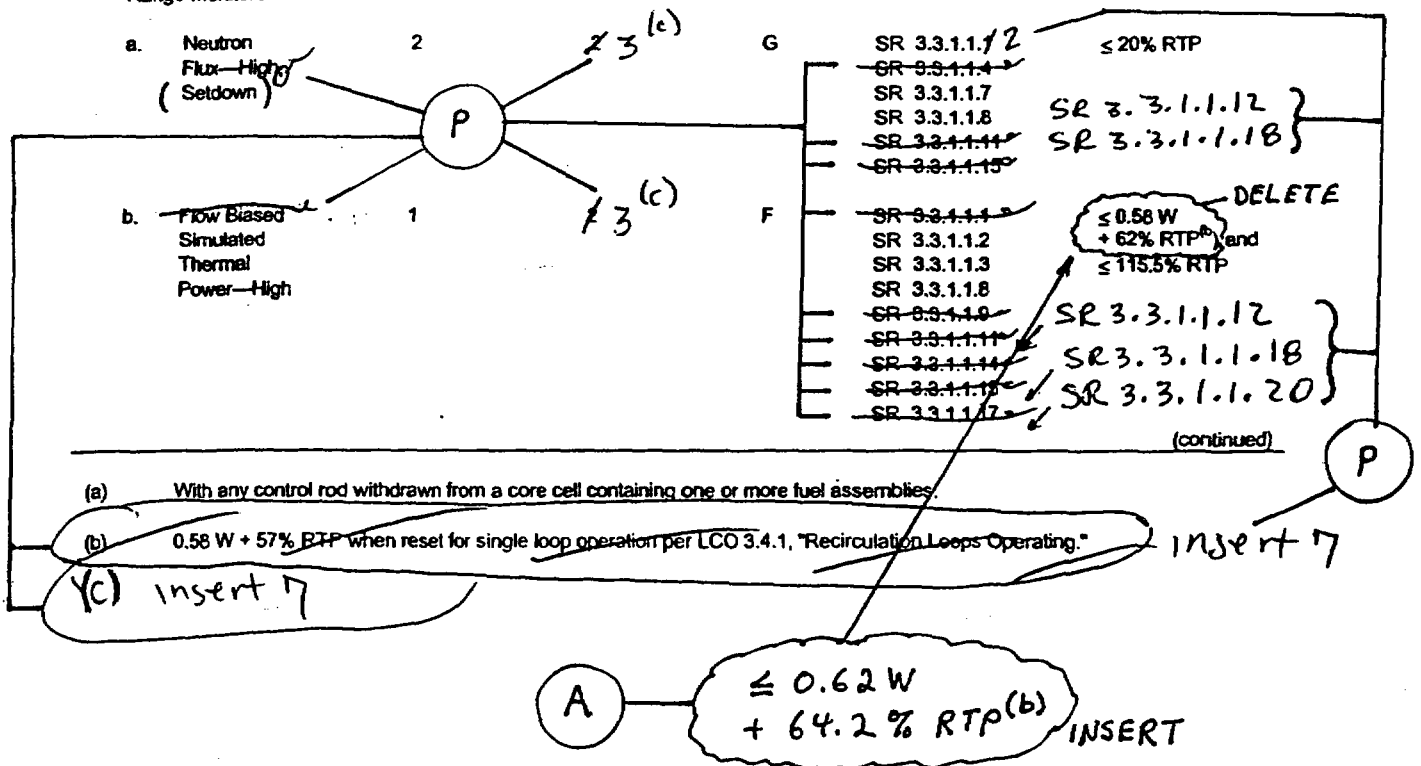 a. Neutron 2 2 3 (c) G SR 3.3.1.1.1 2 ≤ 20% RTP
Flux—High SR 3.3.1.1.4
( Setdown ) SR 3.3.1.1.7
P SR 3.3.1.1.8 SR 3.3.1.1.12
SR 3.3.1.1.11 SR 3.3.1.1.18
SR 3.3.1.1.15
b. Flow Biased 1 2 3 (c) F SR 3.3.1.1.1 ≤ 0.58 W DELETE
Simulated SR 3.3.1.1.2 + 62% RTP(b) and
Thermal SR 3.3.1.1.3 ≤ 115.5% RTP
Power—High SR 3.3.1.1.8
SR 3.3.1.1.9 SR 3.3.1.1.12
SR 3.3.1.1.11
SR 3.3.1.1.14 SR 3.3.1.1.18
SR 3.3.1.1.15 SR 3.3.1.1.20
SR 3.3.1.1.17
(continued)
P
(a) With any control rod withdrawn from a core cell containing one or more fuel assemblies.
(b) 0.58 W + 57% RTP when reset for single loop operation per LCO 3.4.1, "Recirculation Loops Operating." insert 7
(c) insert 7
A ≤ 0.62 W
+ 64.2 % RTP (b) INSERT